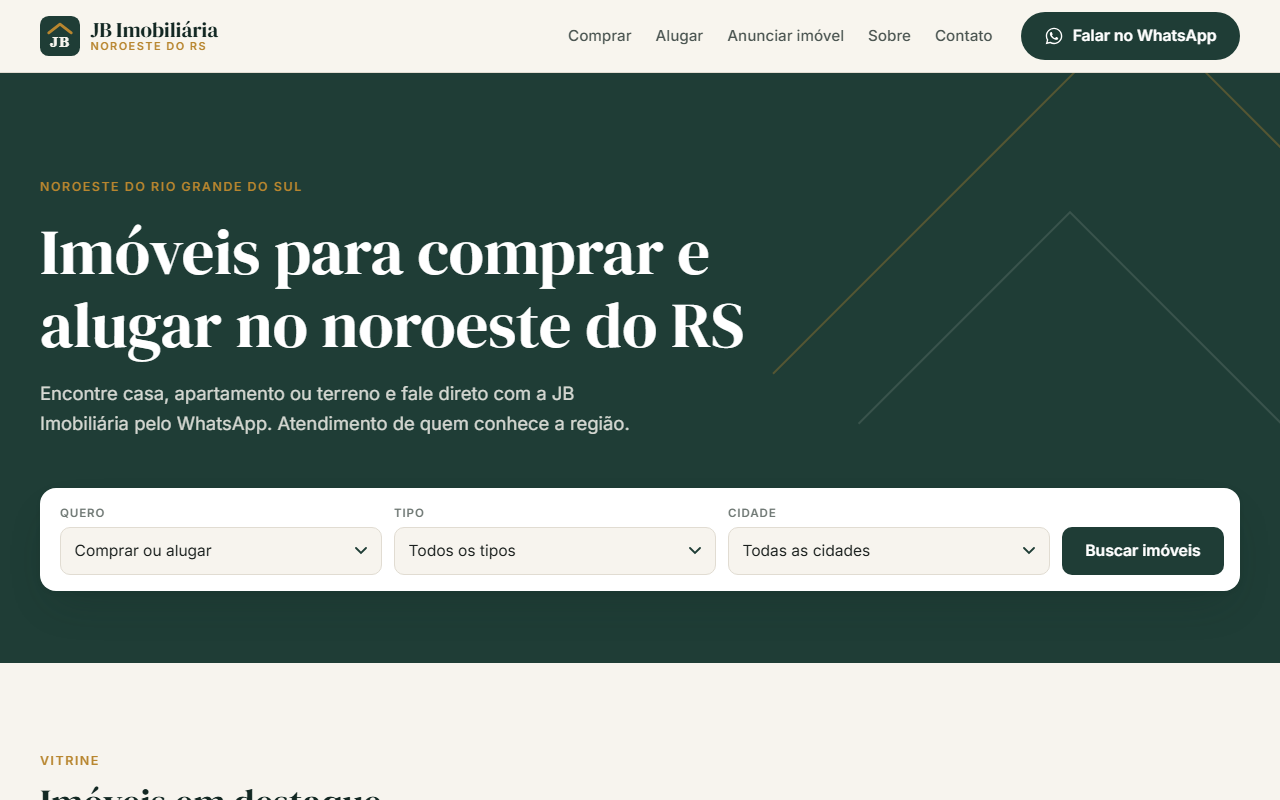 JB
JB Imobiliária
NOROESTE DO RS
Comprar
Alugar
Anunciar imóvel
Sobre
Contato
Falar no WhatsApp
NOROESTE DO RIO GRANDE DO SUL
Imóveis para comprar e
alugar no noroeste do RS
Encontre casa, apartamento ou terreno e fale direto com a JB
Imobiliária pelo WhatsApp. Atendimento de quem conhece a região.
QUERO
Comprar ou alugar
TIPO
Todos os tipos
CIDADE
Todas as cidades
Buscar imóveis
VITRINE
Imóveis em destaque